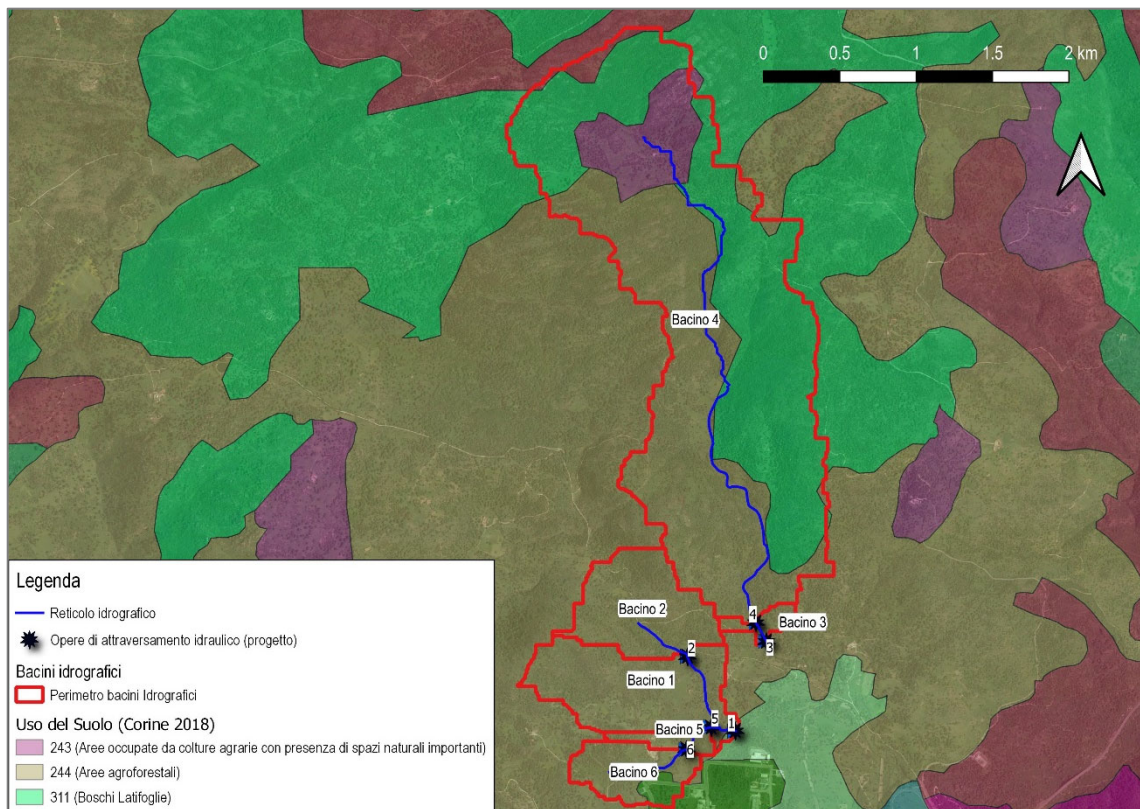 0 0.5 1 1.5 2 km
Bacino 4
Bacino 2
4
Bacino 3
3
2
Bacino 1
Bacino 5
5
1
6
Bacino 6
Legenda
Reticolo idrografico
Opere di attraversamento idraulico (progetto)
Bacini idrografici
Perimetro bacini Idrografici
Uso del Suolo (Corine 2018)
243 (Aree occupate da colture agrarie con presenza di spazi naturali importanti)
244 (Aree agroforestali)
311 (Boschi Latifoglie)